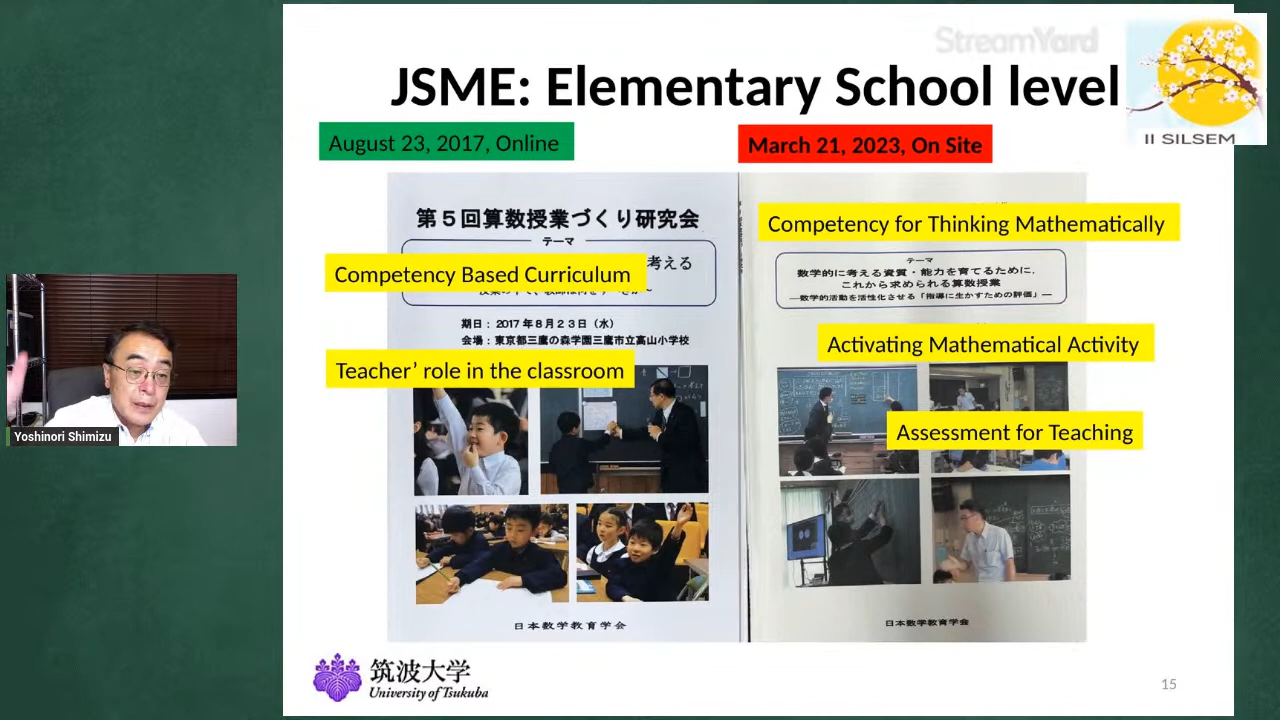 StreamYard
JSME: Elementary School level
II SILSEM
August 23, 2017, Online
March 21, 2023, On Site
第5回算数授業づくり研究会
テーマ
考える
Competency Based Curriculum
期日：2017年8月23日（水）
会場：東京都三鷹の森学園三鷹市立高山小学校
Teacher’ role in the classroom
日本数学教育学会
Competency for Thinking Mathematically
テーマ
数学的に考える資質・能力を育てるために，
これから求められる算数授業
―数学的活動を活性化させる「指導に生かすための評価」―
Activating Mathematical Activity
Assessment for Teaching
日本数学教育学会
Yoshinori Shimizu
筑波大学
University of Tsukuba
15